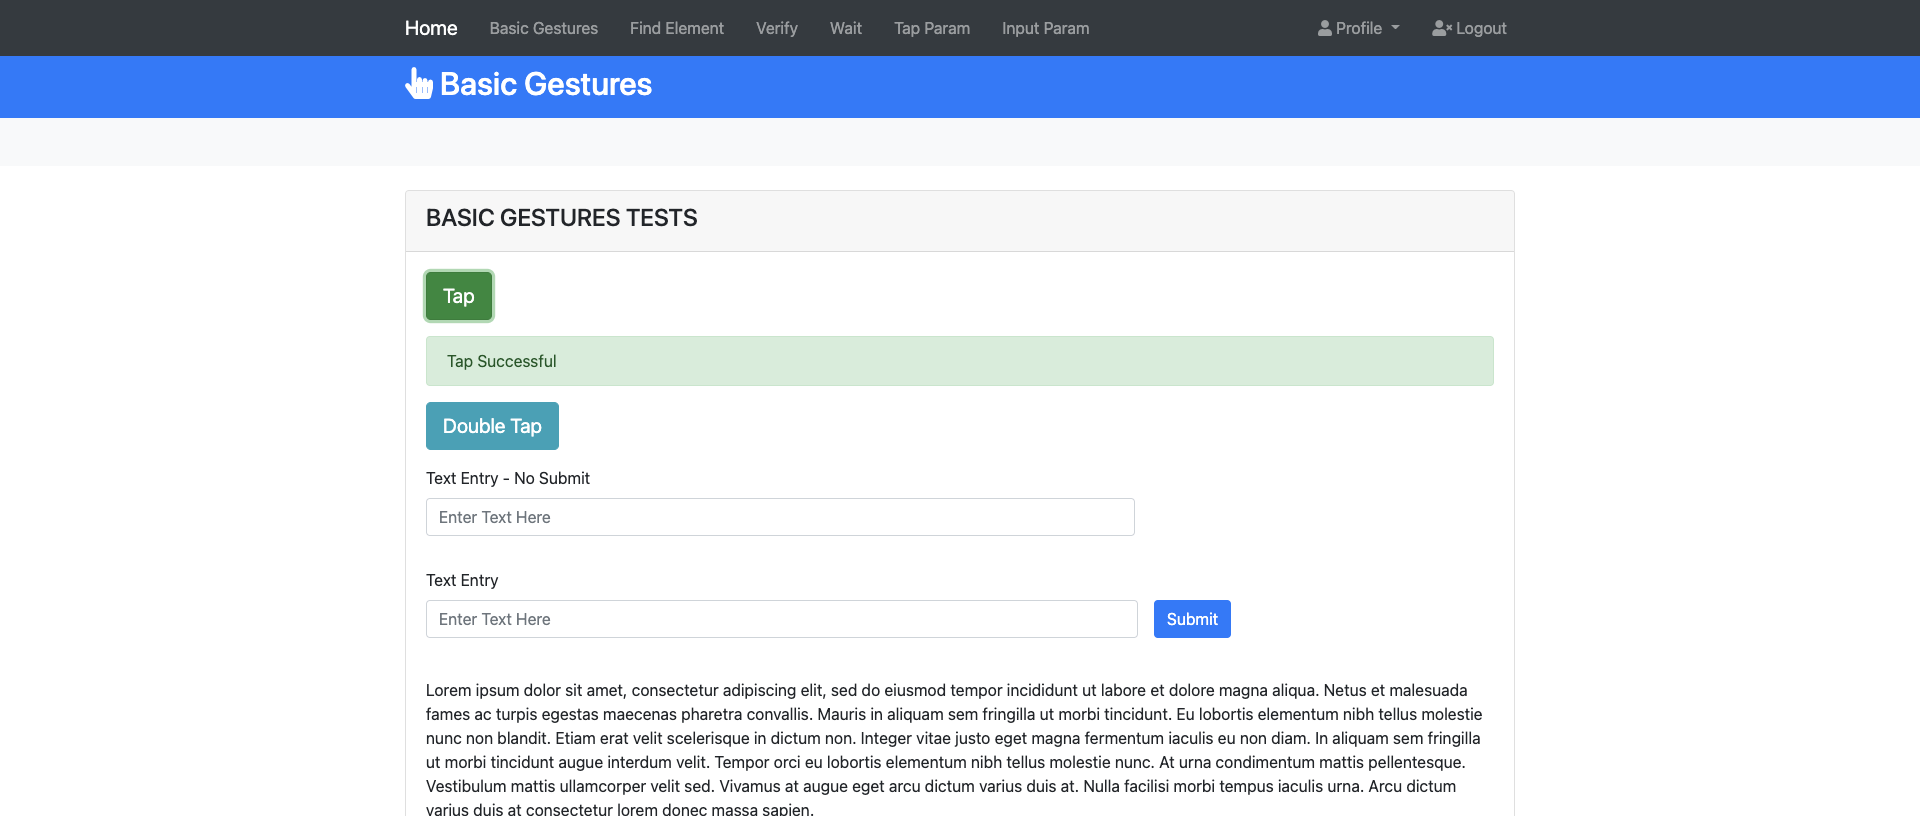 Home Basic Gestures Find Element Verify Wait Tap Param Input Param Profile Logout
Basic Gestures
BASIC GESTURES TESTS
Tap
Tap Successful
Double Tap
Text Entry - No Submit
Enter Text Here
Text Entry
Enter Text Here Submit
Lorem ipsum dolor sit amet, consectetur adipiscing elit, sed do eiusmod tempor incididunt ut labore et dolore magna aliqua. Netus et malesuada
fames ac turpis egestas maecenas pharetra convallis. Mauris in aliquam sem fringilla ut morbi tincidunt. Eu lobortis elementum nibh tellus molestie
nunc non blandit. Etiam erat velit scelerisque in dictum non. Integer vitae justo eget magna fermentum iaculis eu non diam. In aliquam sem fringilla
ut morbi tincidunt augue interdum velit. Tempor orci eu lobortis elementum nibh tellus molestie nunc. At urna condimentum mattis pellentesque.
Vestibulum mattis ullamcorper velit sed. Vivamus at augue eget arcu dictum varius duis at. Nulla facilisi morbi tempus iaculis urna. Arcu dictum
varius duis at consectetur lorem donec massa sapien.